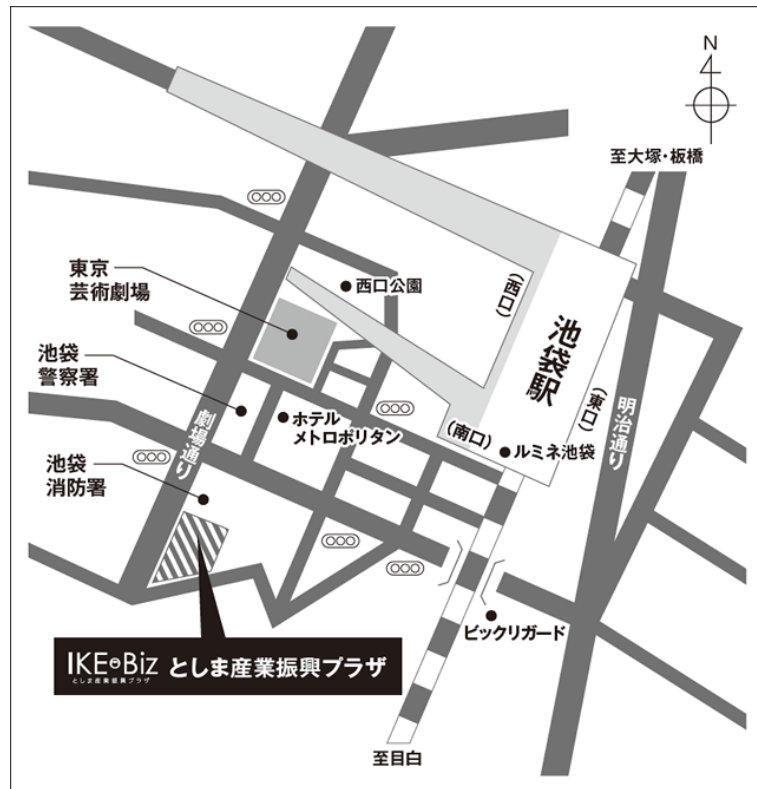 N
至大塚・板橋
東京
芸術劇場
西口公園
(西口)
池袋駅
(東口)
明治通り
池袋
警察署
劇場通り
ホテル
メトロポリタン
(南口)
ルミネ池袋
池袋
消防署
ビックリガード
IKE・Biz
としま産業振興プラザ
としま産業振興プラザ
至目白